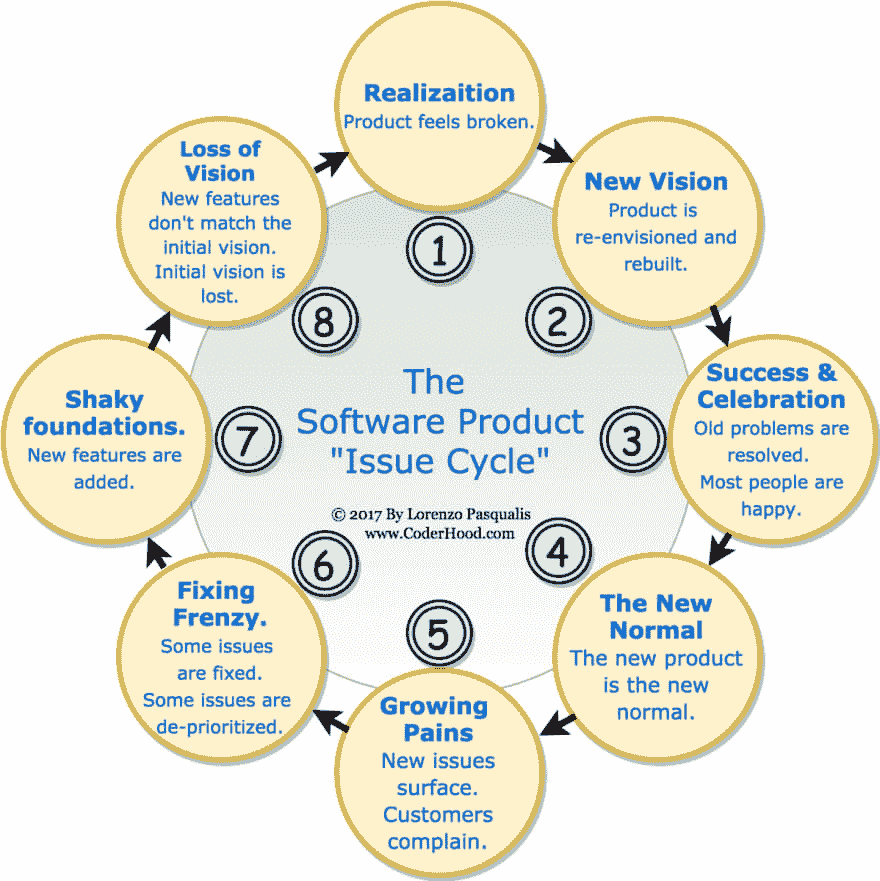 Realizaition
Product feels broken.
1
New Vision
Product is
re-envisioned and
rebuilt.
2
Success &
Celebration
Old problems are
resolved.
Most people are
happy.
3
The New
Normal
The new product
is the new
normal.
4
Growing
Pains
New issues
surface.
Customers
complain.
5
Fixing
Frenzy.
Some issues
are fixed.
Some issues are
de-prioritized.
6
Shaky
foundations.
New features are
added.
7
Loss of
Vision
New features
don't match the
initial vision.
Initial vision is
lost.
8
The
Software Product
"Issue Cycle"
© 2017 By Lorenzo Pasqualis
www.CoderHood.com